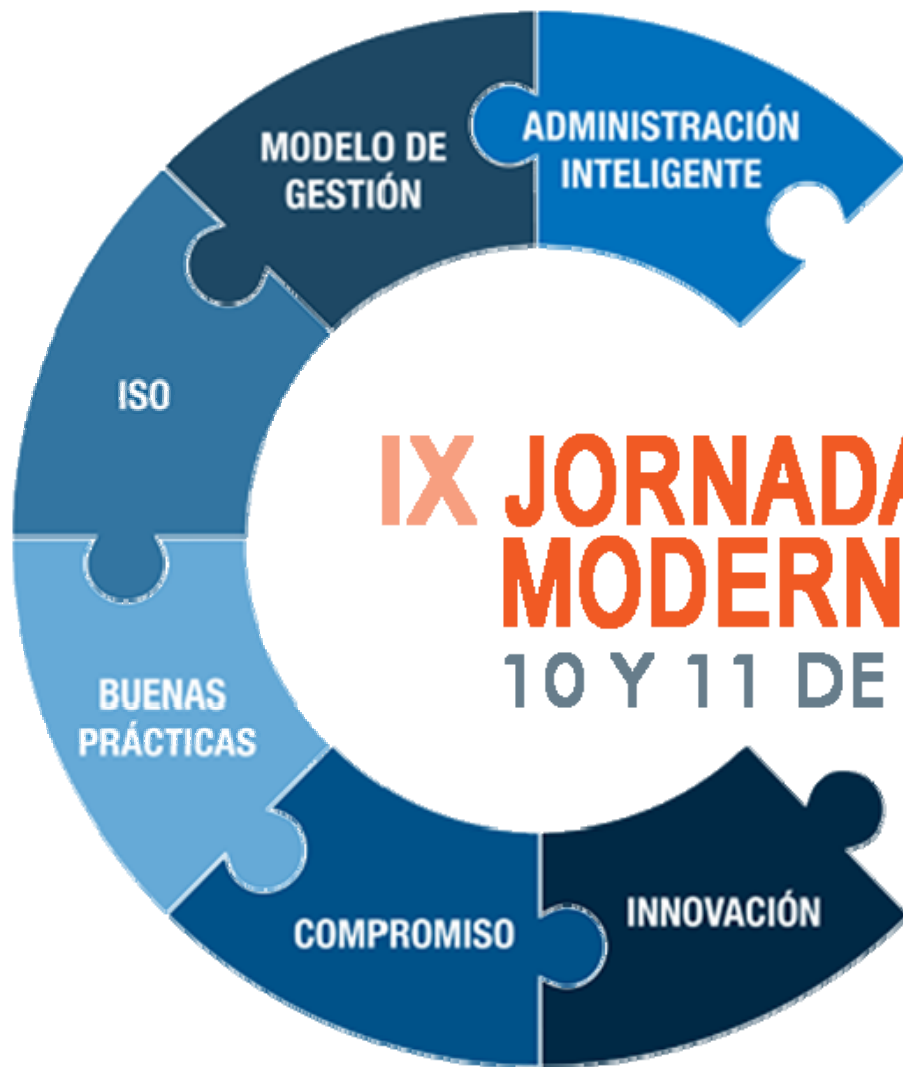 MODELO DE
GESTIÓN
ADMINISTRACIÓN
INTELIGENTE
ISO
IX JORNADA
MODERN
10 Y 11 DE
BUENAS
PRÁCTICAS
COMPROMISO
INNOVACIÓN